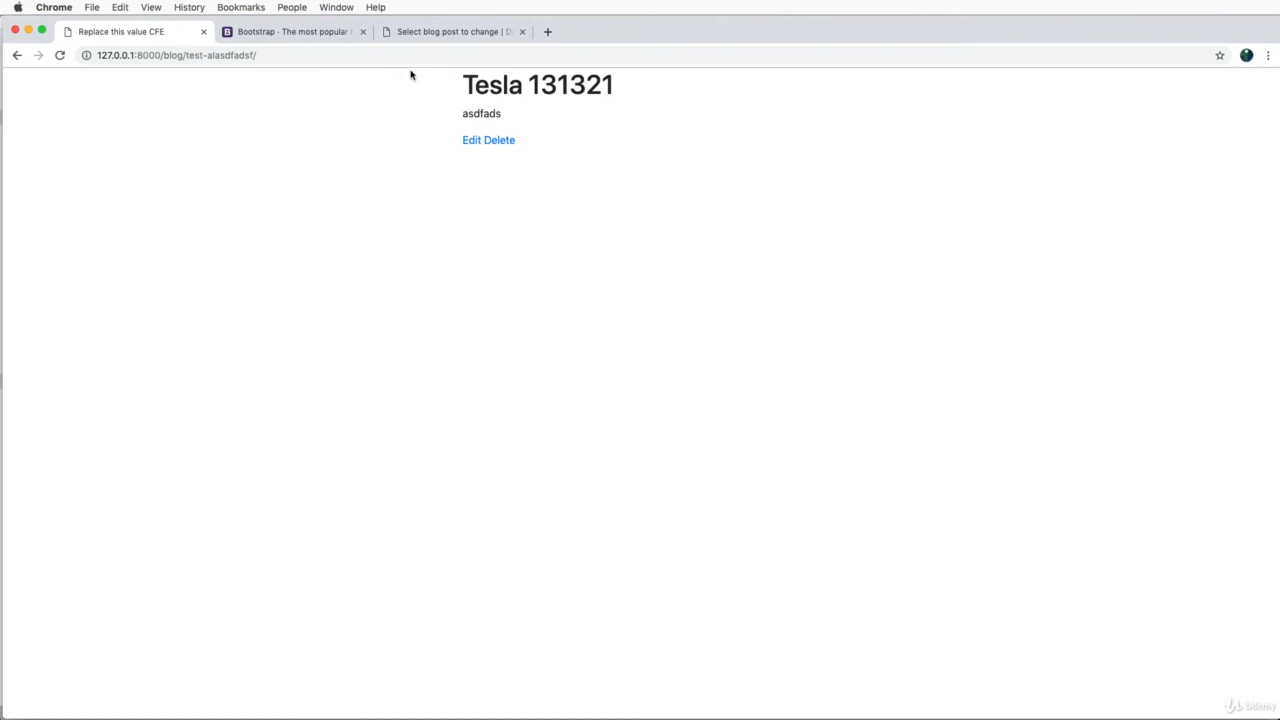 Chrome File Edit View History Bookmarks People Window Help
Replace this value CFE
B Bootstrap · The most popular
Select blog post to change | D
127.0.0.1:8000/blog/test-alasdfadsf/
Tesla 131321
asdfads
Edit Delete
Udemy